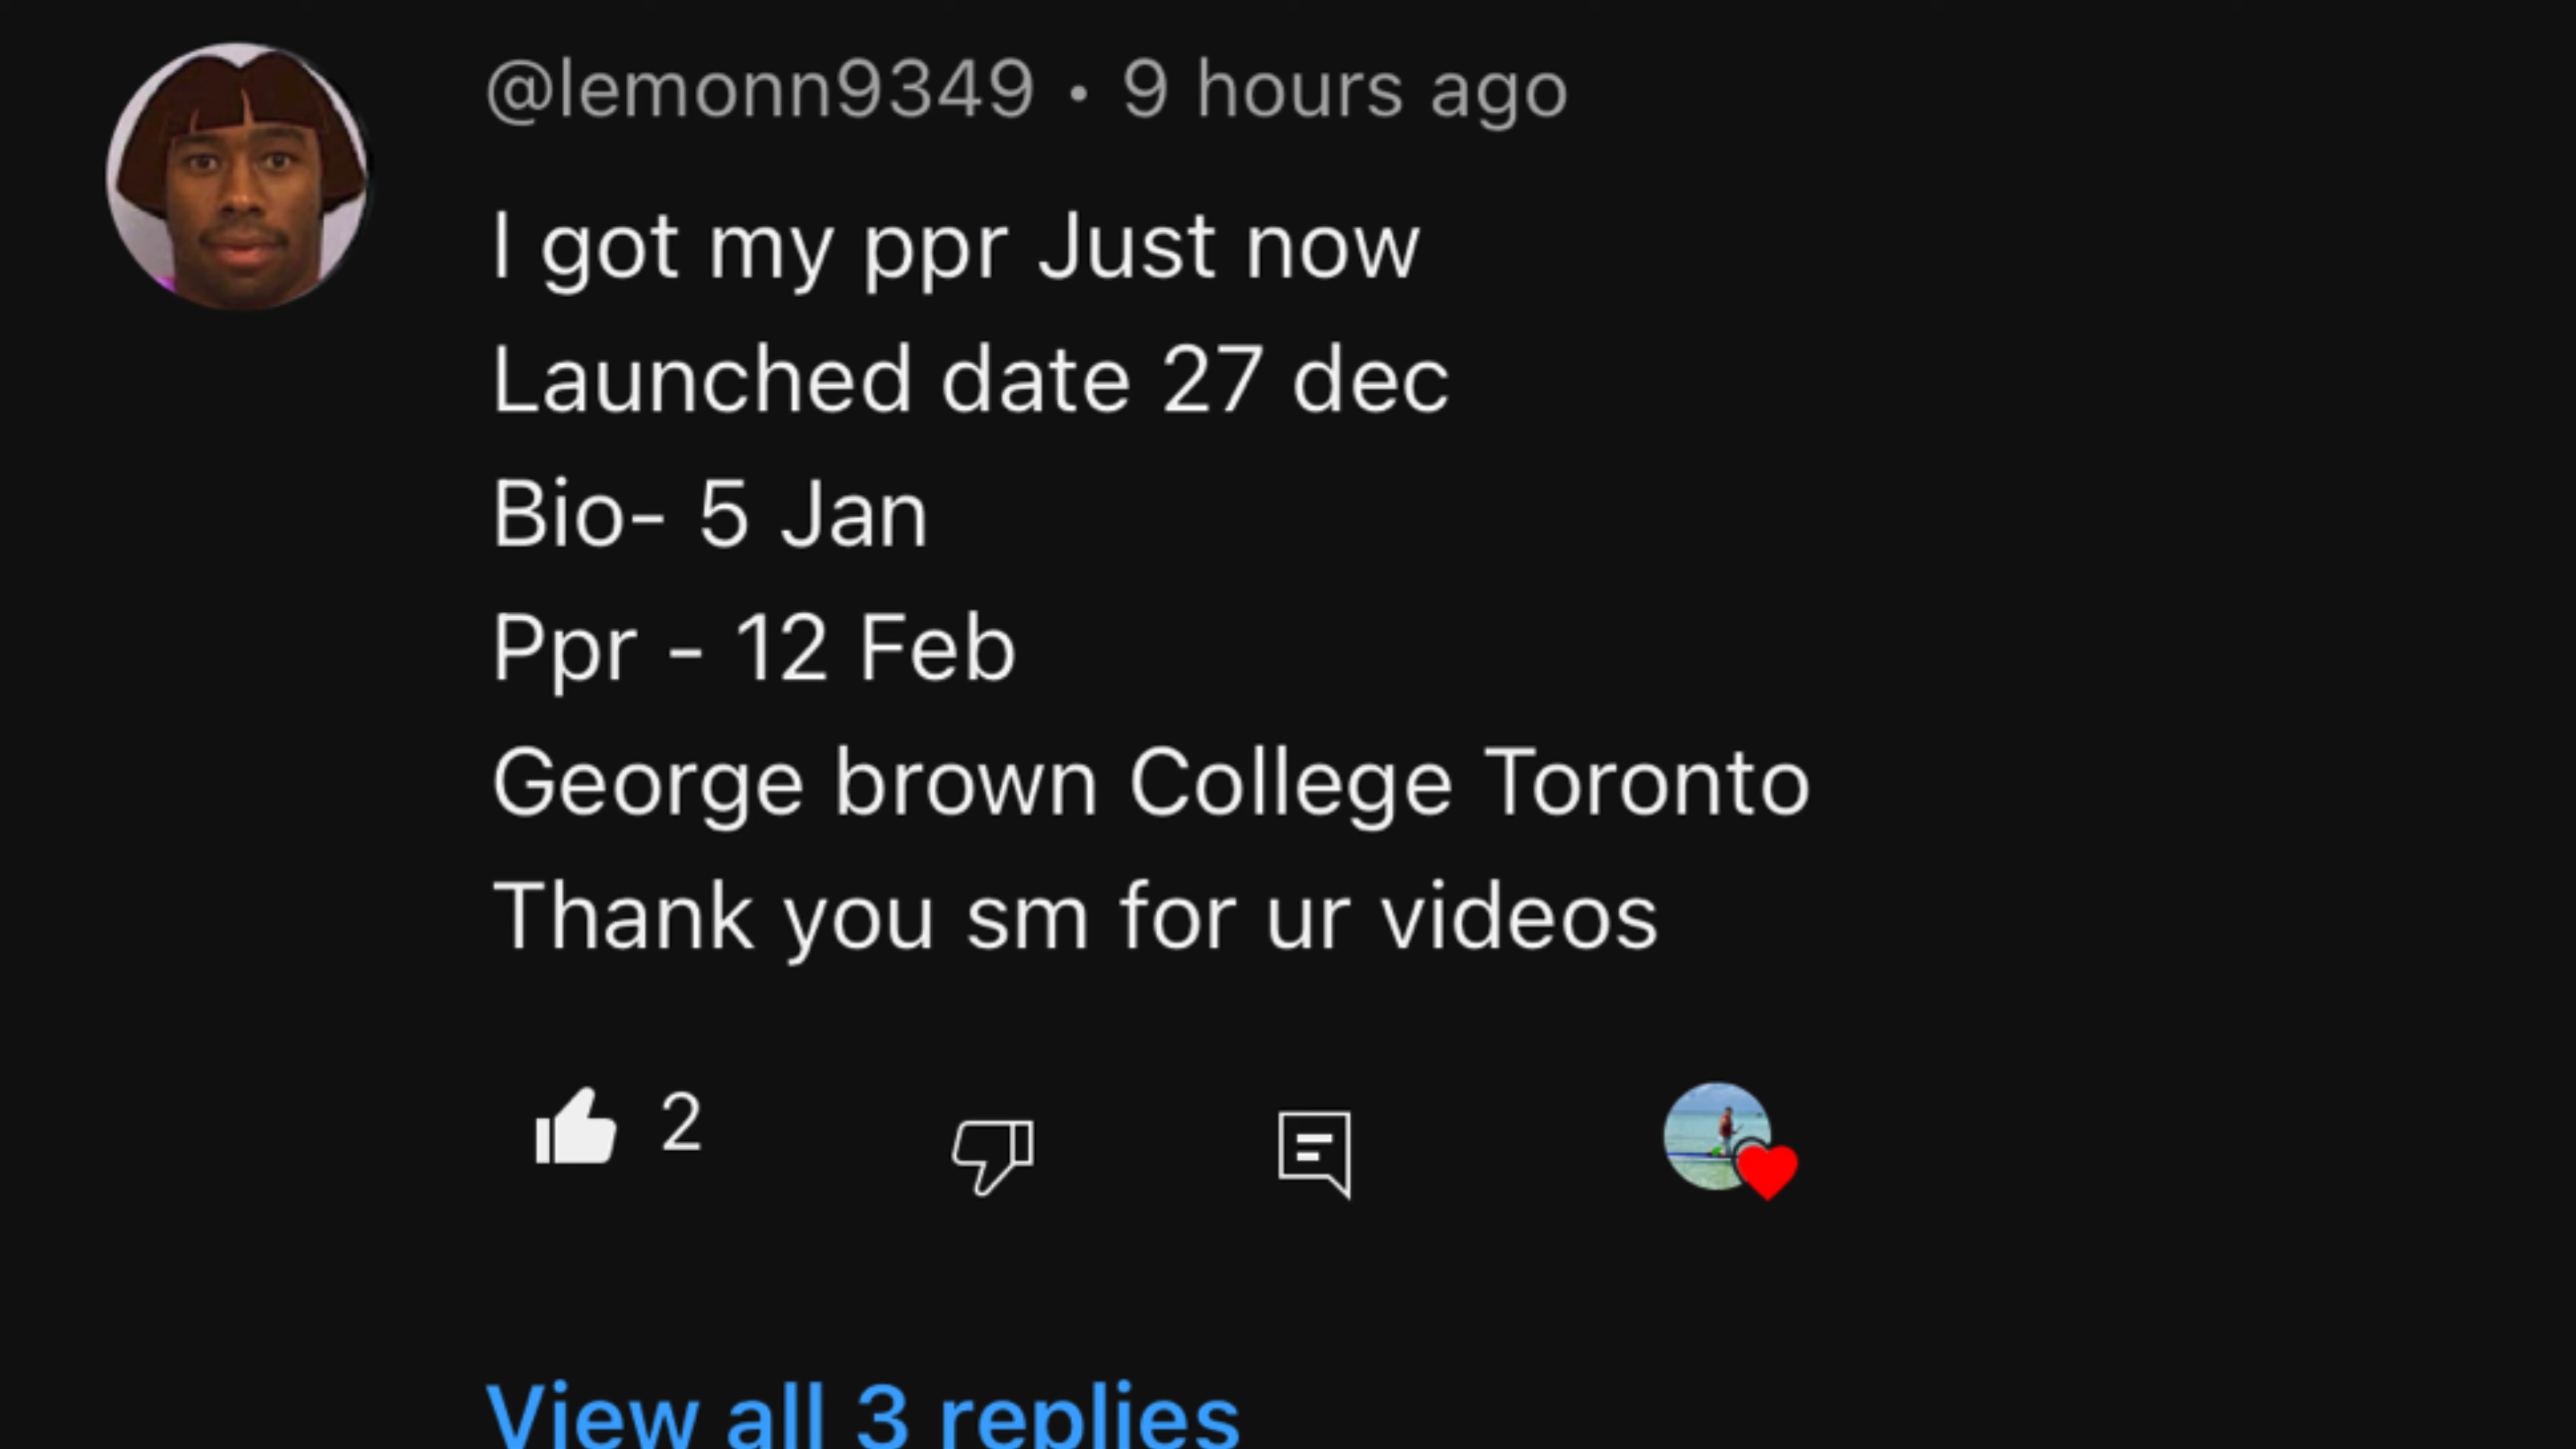 @lemonn9349 • 9 hours ago
I got my ppr Just now
Launched date 27 dec
Bio- 5 Jan
Ppr - 12 Feb
George brown College Toronto
Thank you sm for ur videos
2
View all 3 replies